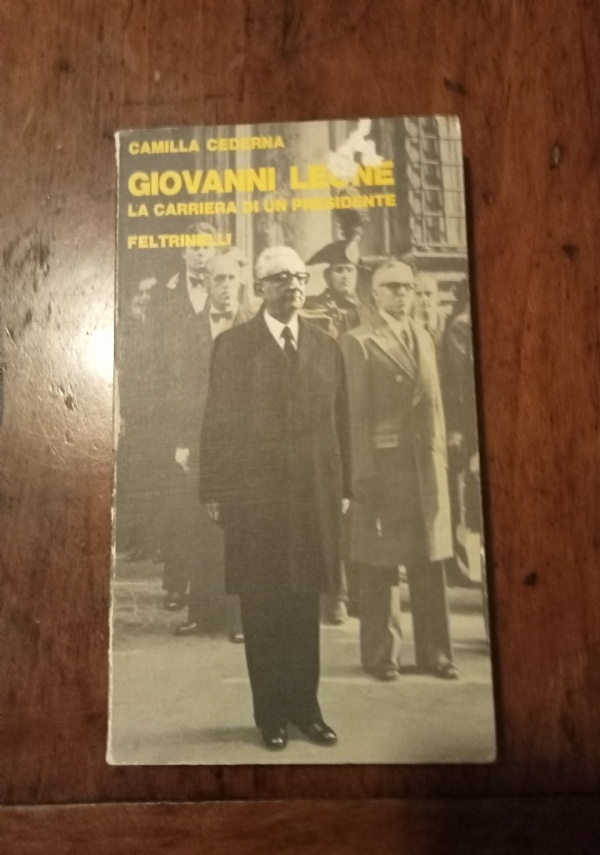 CAMILLA CEDERNA
GIOVANNI LEONE
LA CARRIERA DI UN PRESIDENTE
FELTRINELLI